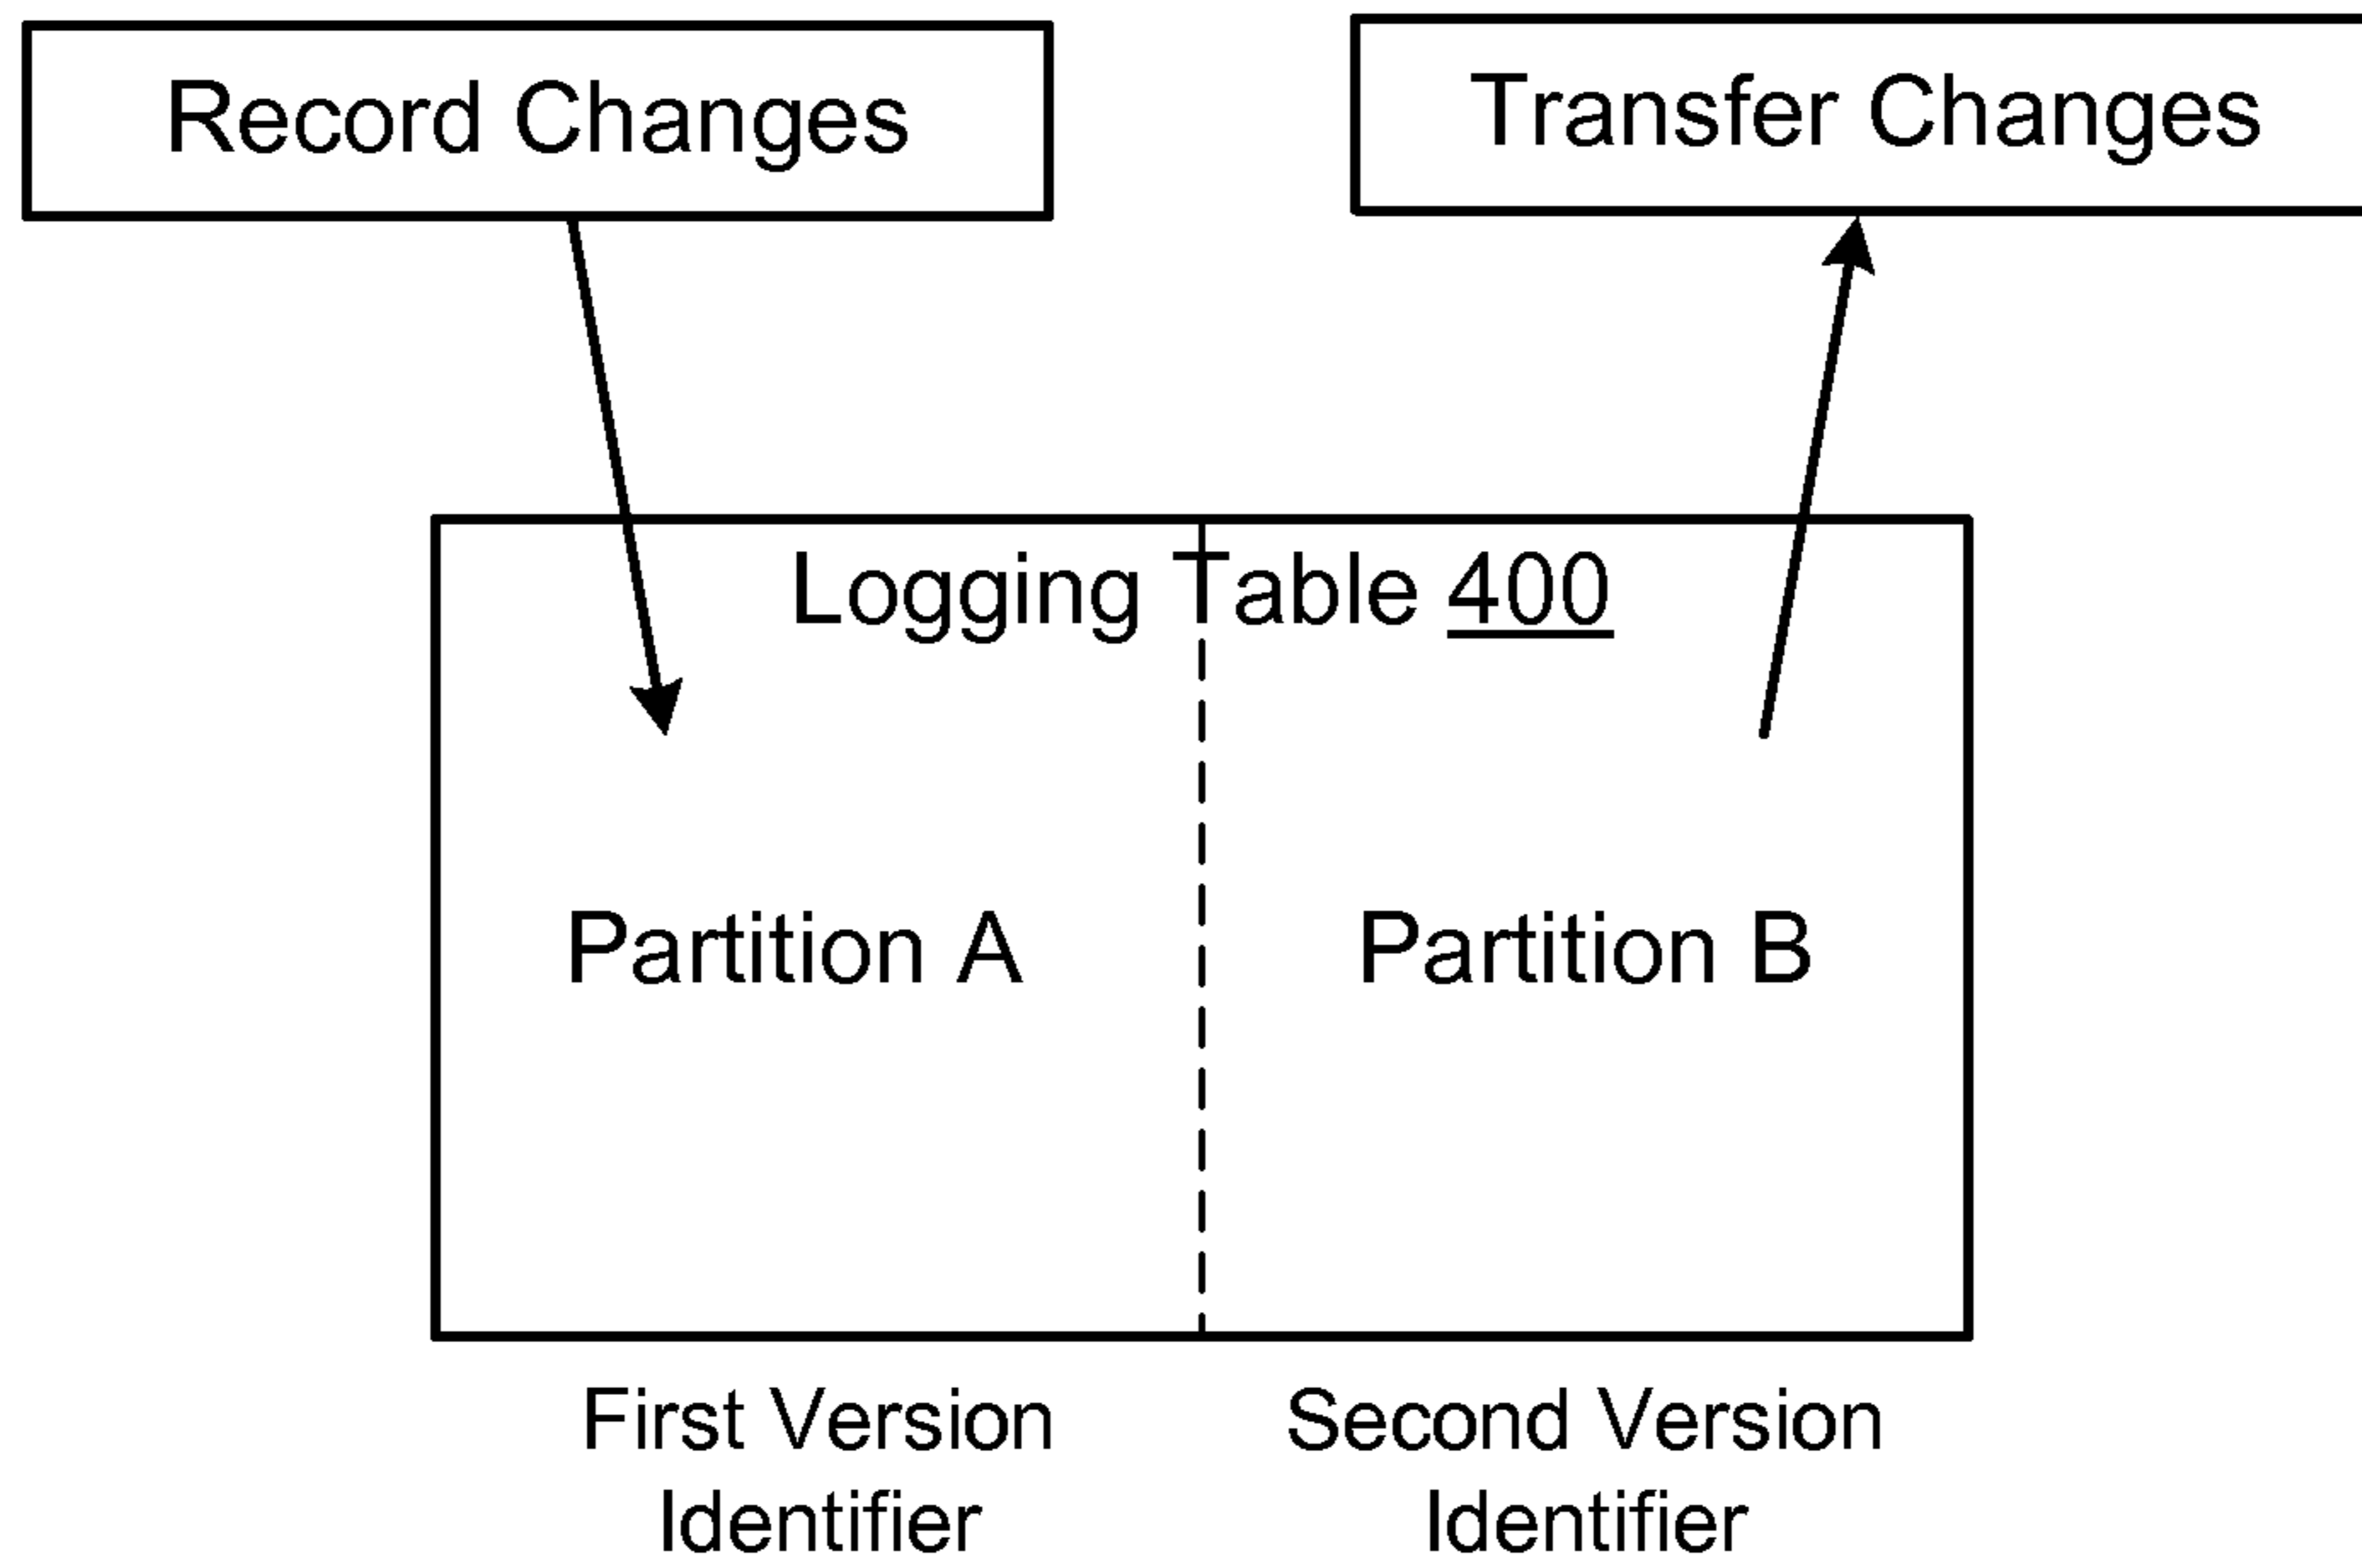 Record Changes
Transfer Changes
Logging Table 400
Partition A
Partition B
First Version
Identifier
Second Version
Identifier